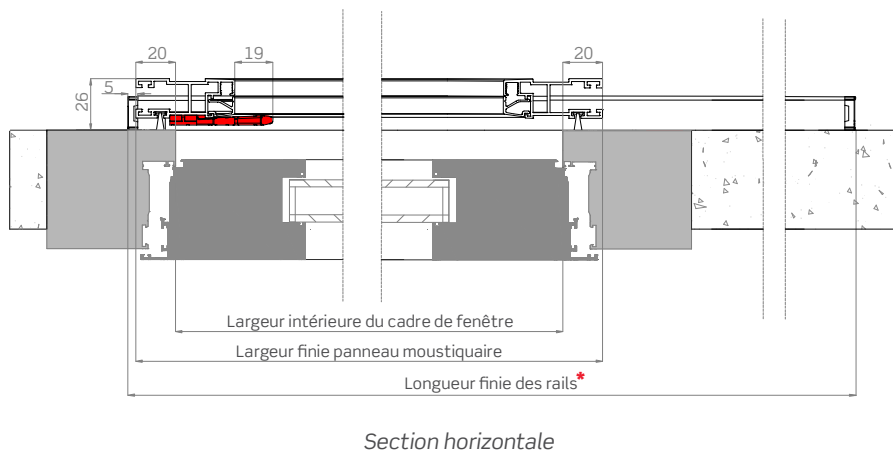 20
19
20
5
26
Largeur intérieure du cadre de fenêtre
Largeur finie panneau moustiquaire
Longueur finie des rails*
Section horizontale